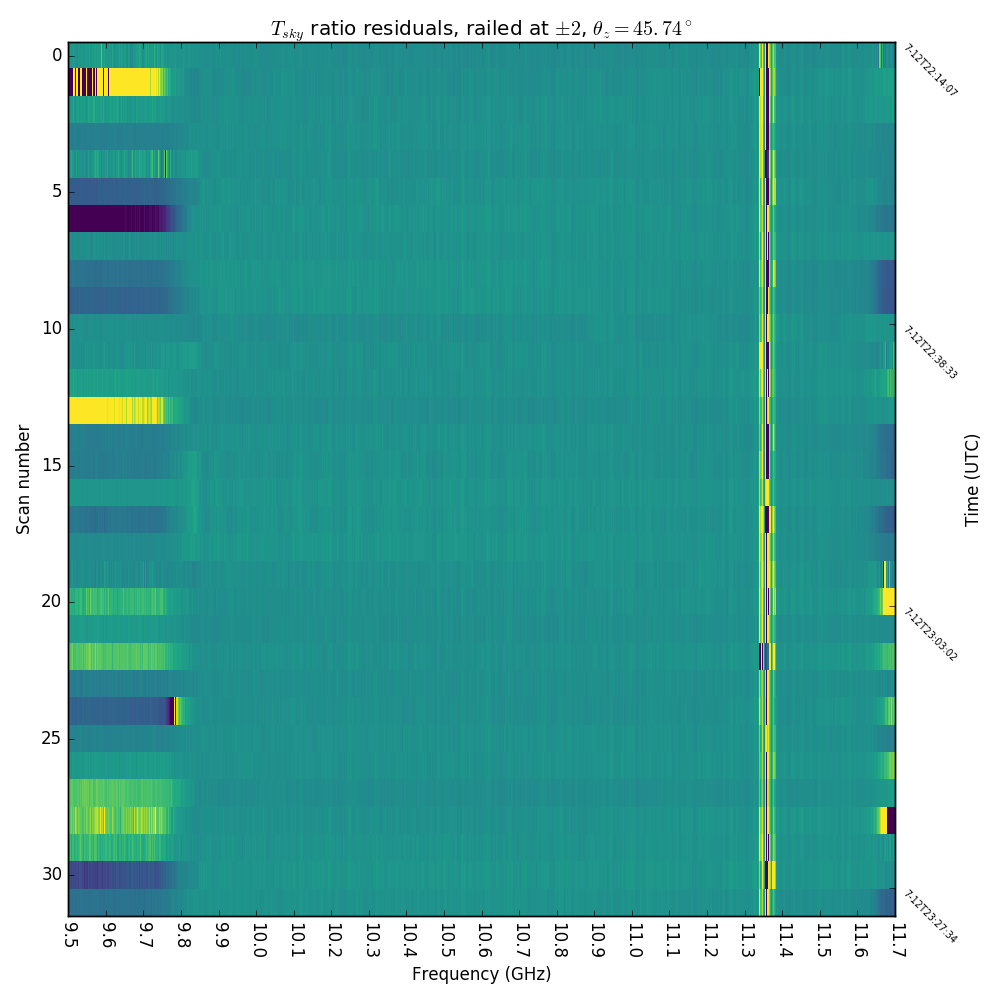 T_sky ratio residuals, railed at ±2, θ_z = 45.74°
0
5
10
15
20
25
30
Scan number
7-12T22:14:07
7-12T22:38:33
7-12T23:03:02
7-12T23:27:34
Time (UTC)
9.5 9.6 9.7 9.8 9.9 10.0 10.1 10.2 10.3 10.4 10.5 10.6 10.7 10.8 10.9 11.0 11.1 11.2 11.3 11.4 11.5 11.6 11.7
Frequency (GHz)